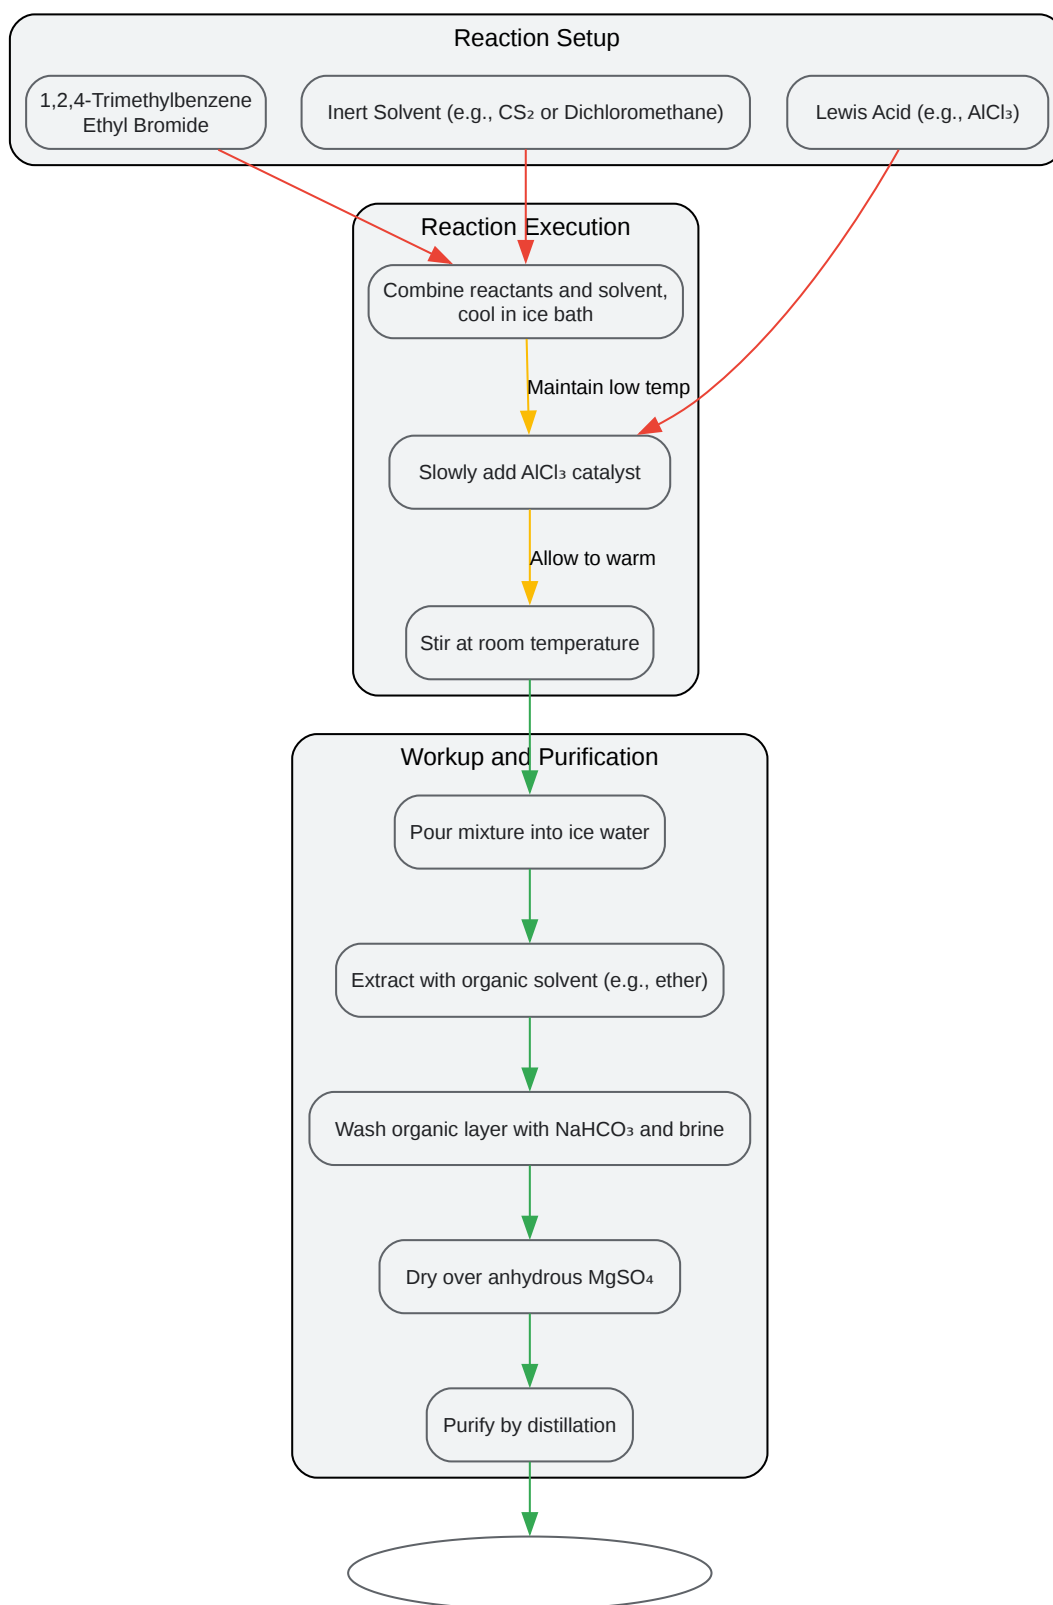 Reaction Setup
1,2,4-Trimethylbenzene
Ethyl Bromide
Inert Solvent (e.g., CS₂ or Dichloromethane)
Lewis Acid (e.g., AlCl₃)
Reaction Execution
Combine reactants and solvent,
cool in ice bath
Maintain low temp
Slowly add AlCl₃ catalyst
Allow to warm
Stir at room temperature
Workup and Purification
Pour mixture into ice water
Extract with organic solvent (e.g., ether)
Wash organic layer with NaHCO₃ and brine
Dry over anhydrous MgSO₄
Purify by distillation